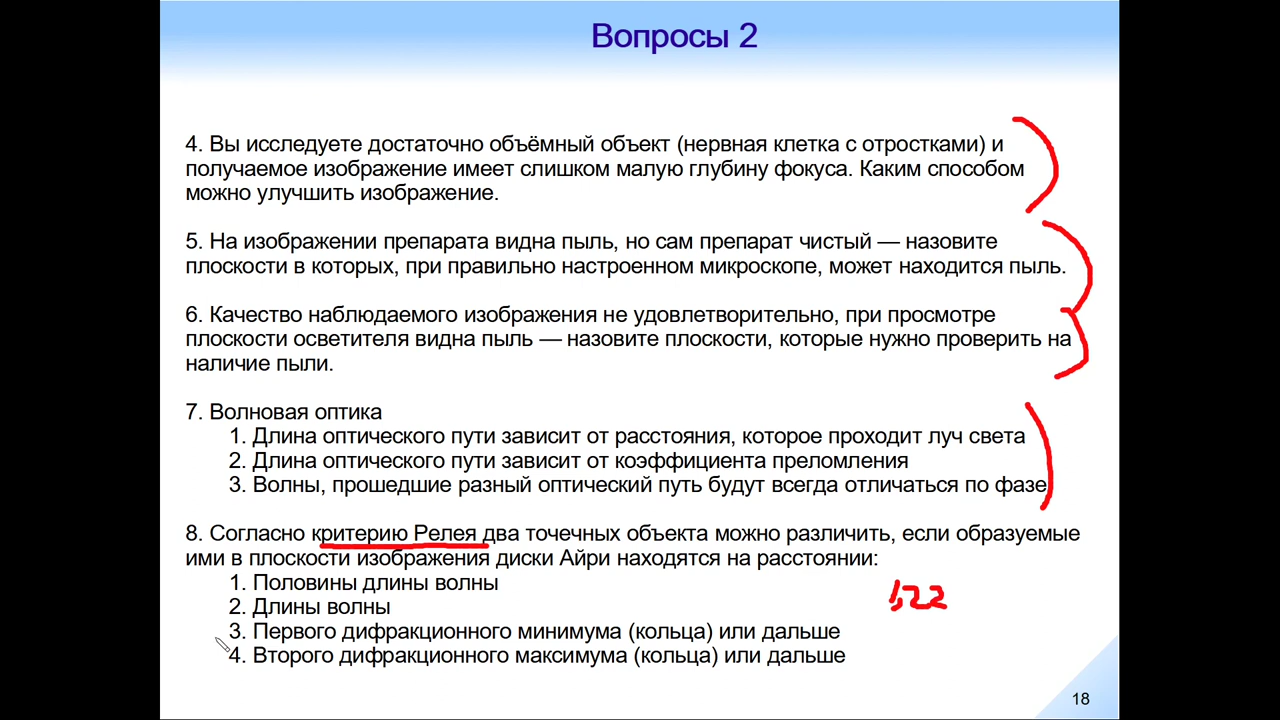 Вопросы 2
4. Вы исследуете достаточно объёмный объект (нервная клетка с отростками) и
получаемое изображение имеет слишком малую глубину фокуса. Каким способом
можно улучшить изображение.
5. На изображении препарата видна пыль, но сам препарат чистый — назовите
плоскости в которых, при правильно настроенном микроскопе, может находится пыль.
6. Качество наблюдаемого изображения не удовлетворительно, при просмотре
плоскости осветителя видна пыль — назовите плоскости, которые нужно проверить на
наличие пыли.
7. Волновая оптика
1. Длина оптического пути зависит от расстояния, которое проходит луч света
2. Длина оптического пути зависит от коэффициента преломления
3. Волны, прошедшие разный оптический путь будут всегда отличаться по фазе
8. Согласно критерию Релея два точечных объекта можно различить, если образуемые
ими в плоскости изображения диски Айри находятся на расстоянии:
1. Половины длины волны
1,22
2. Длины волны
3. Первого дифракционного минимума (кольца) или дальше
4. Второго дифракционного максимума (кольца) или дальше
18